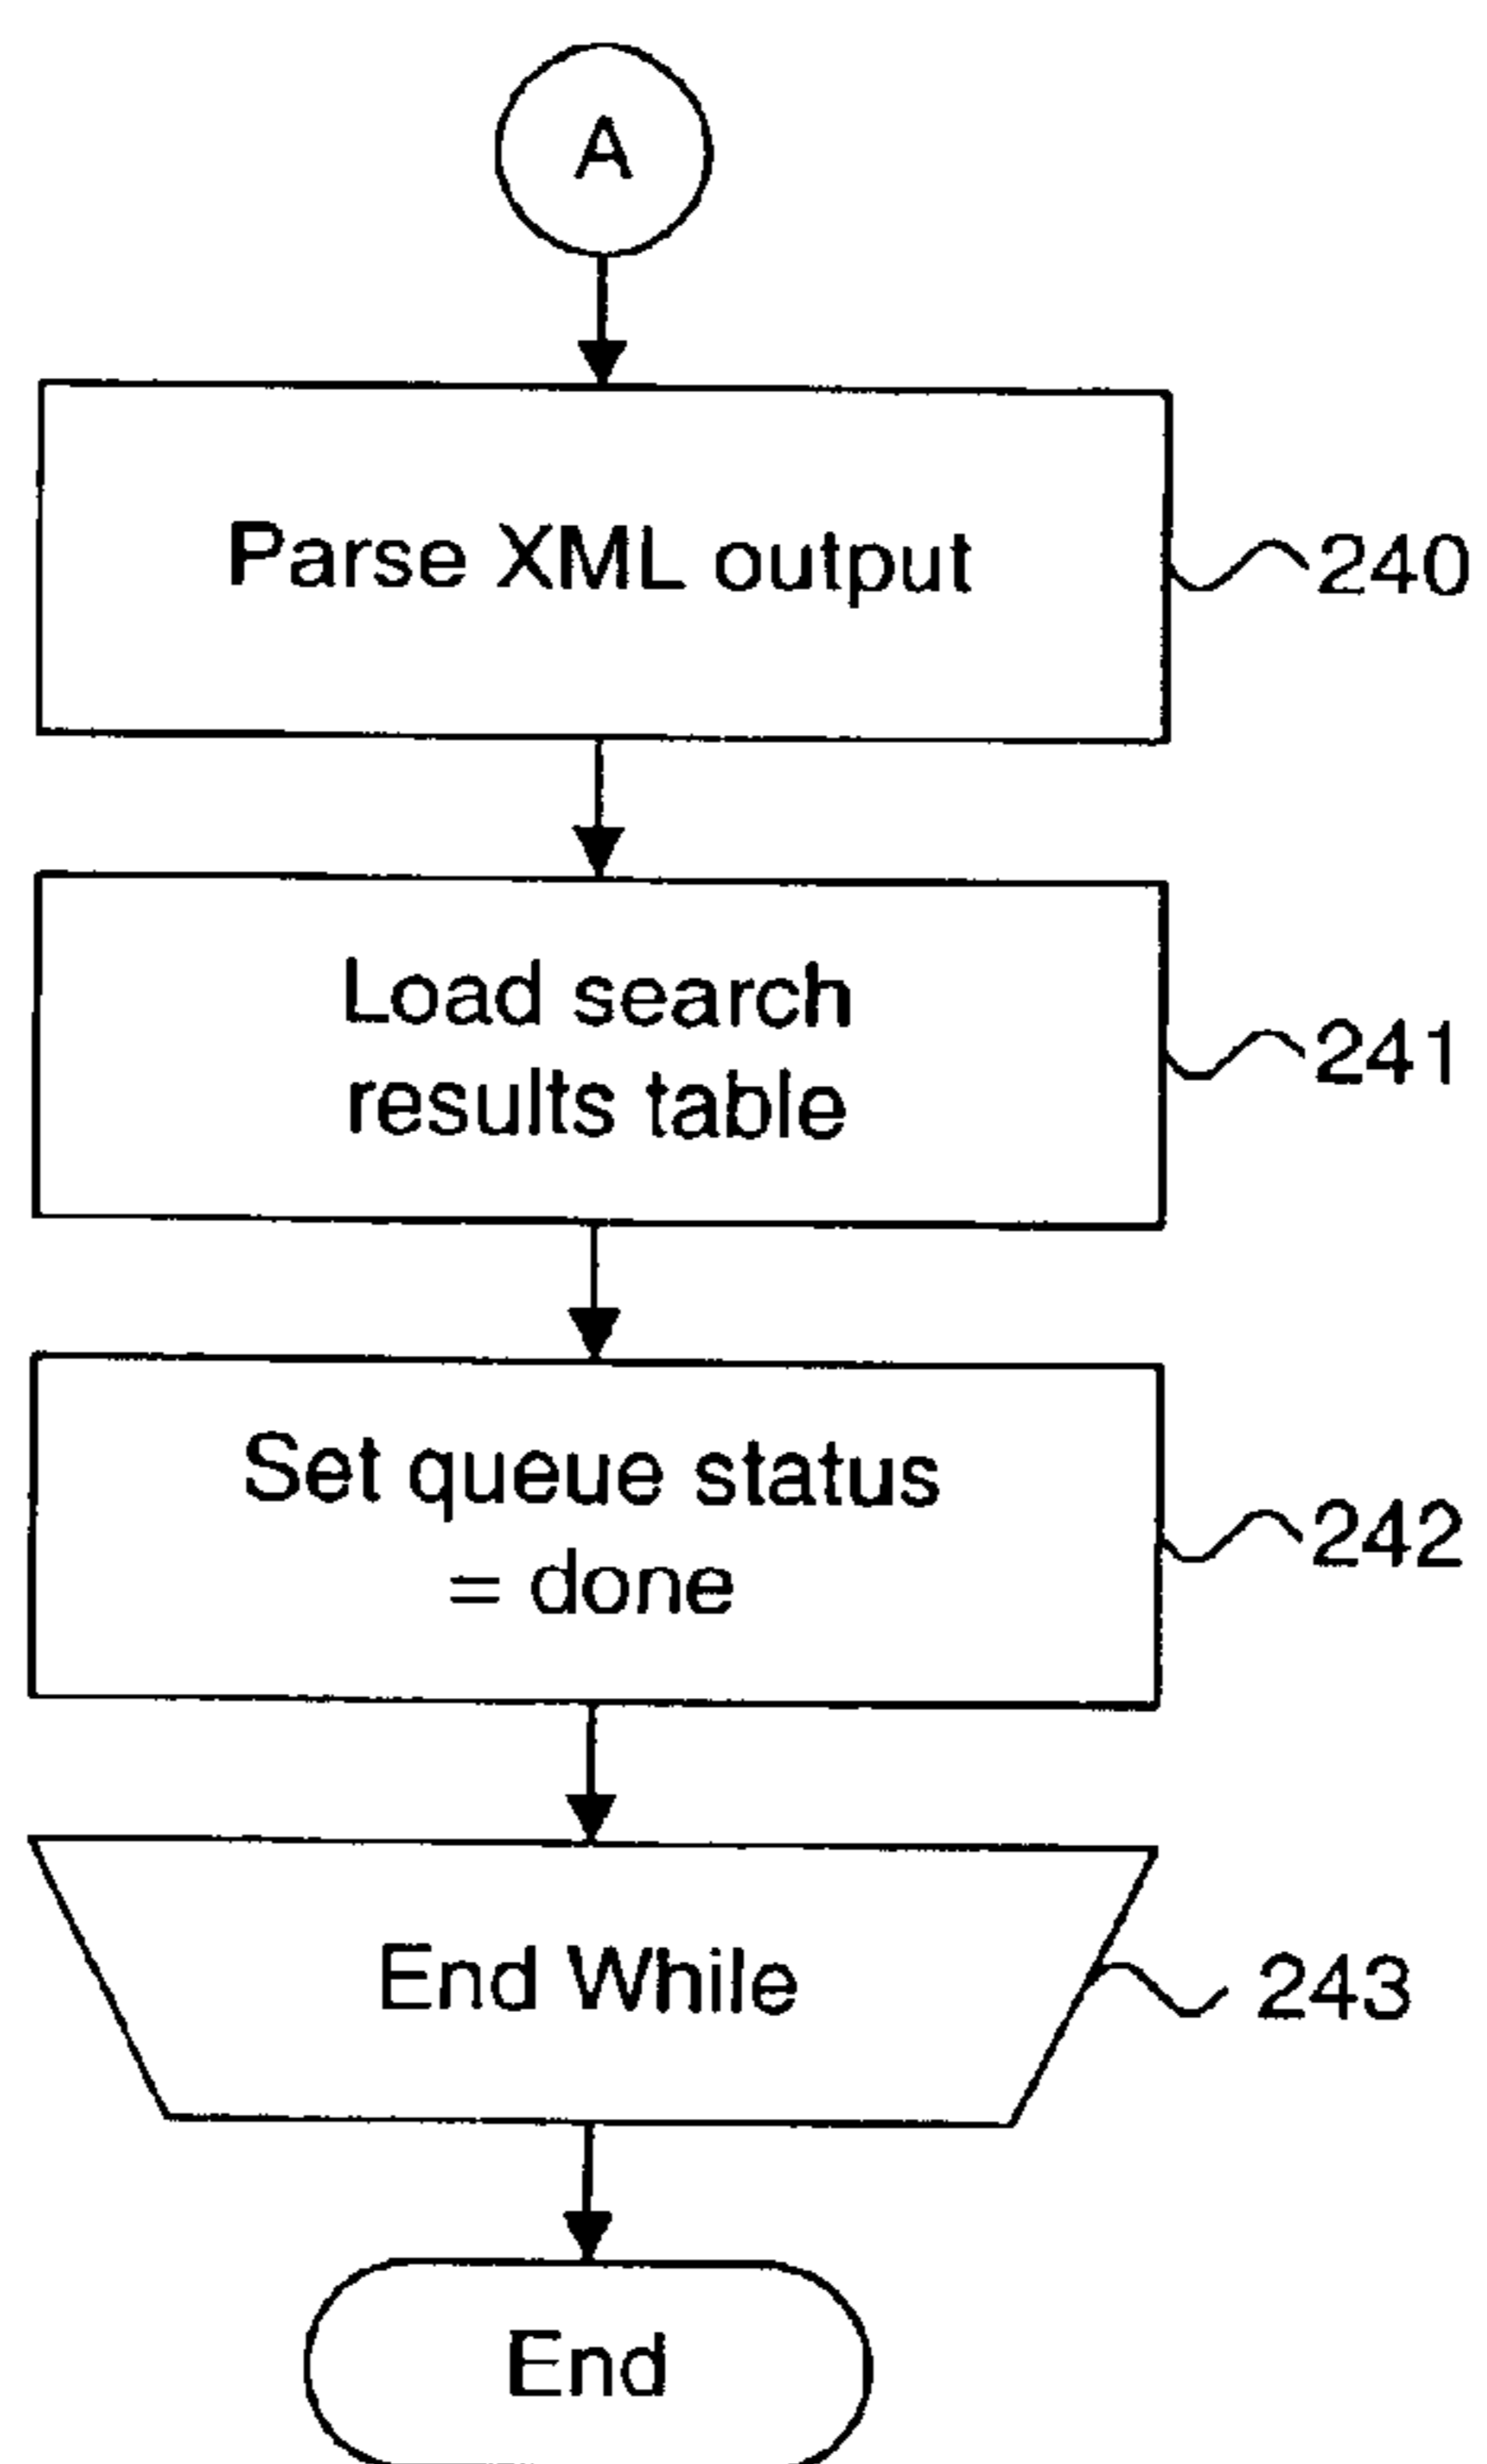 A
Parse XML output
240
Load search
results table
241
Set queue status
= done
242
End While
243
End